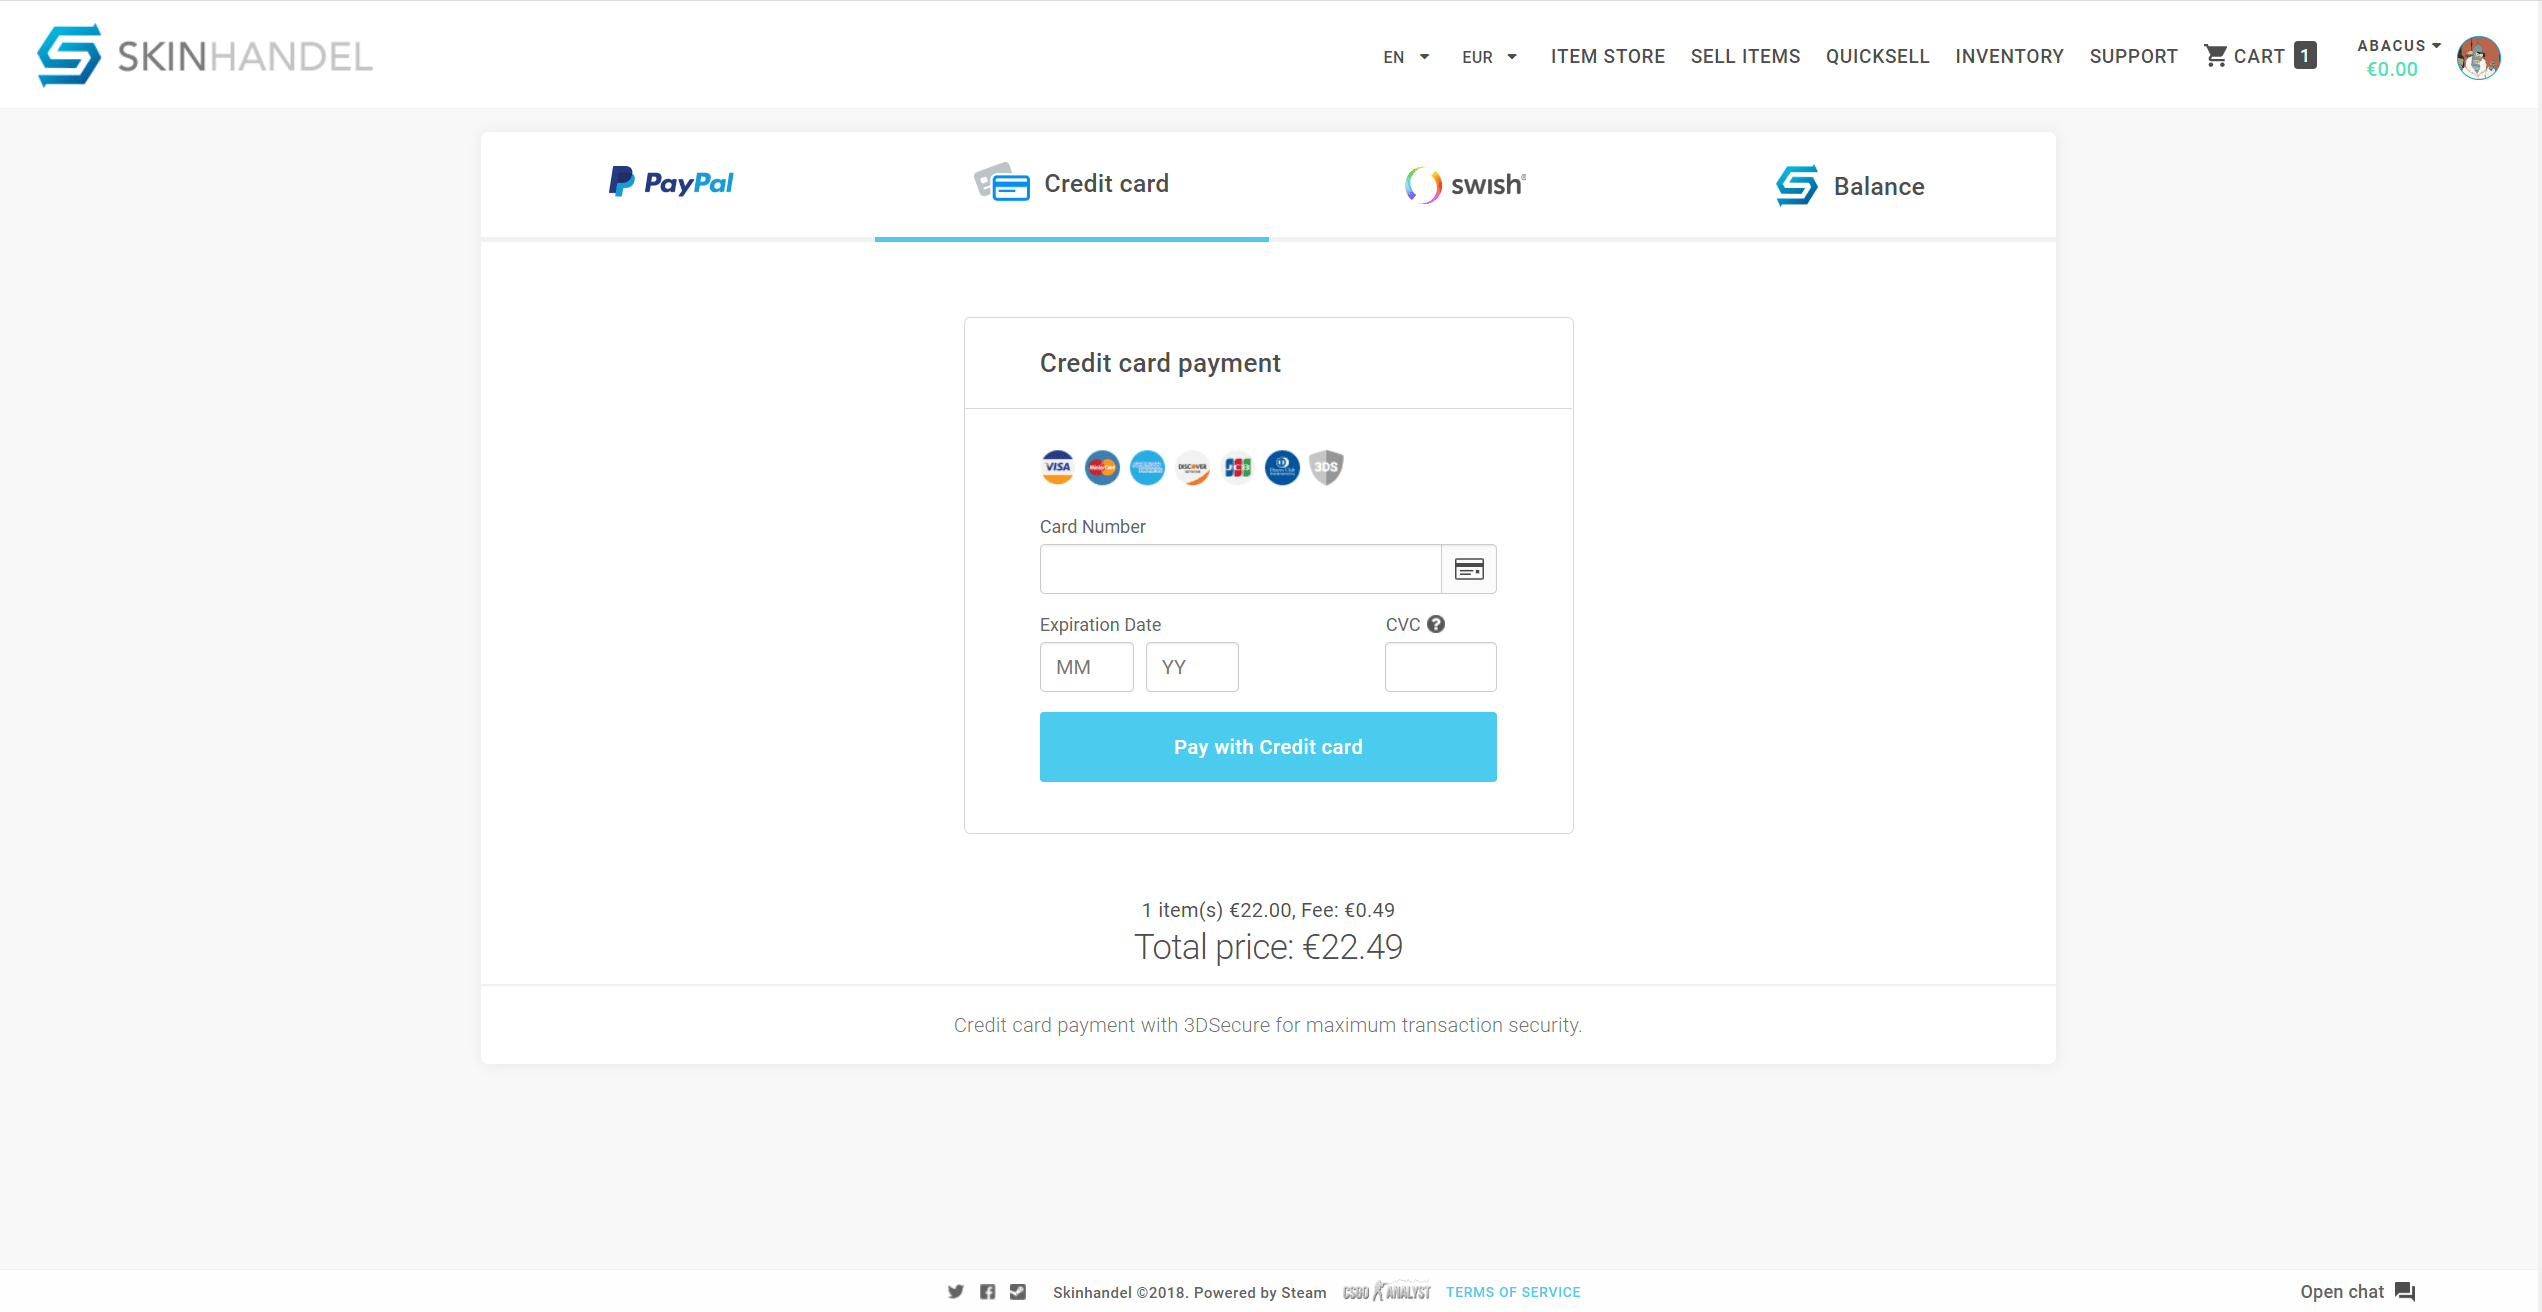 SKINHANDEL
EN EUR ITEM STORE SELL ITEMS QUICKSELL INVENTORY SUPPORT CART 1 ABACUS
€0.00
PayPal Credit card swish® Balance
Credit card payment
VISA MasterCard DISCOVER JCB 3DS
Card Number
Expiration Date CVC ?
MM YY
Pay with Credit card
1 item(s) €22.00, Fee: €0.49
Total price: €22.49
Credit card payment with 3DSecure for maximum transaction security.
Skinhandel ©2018. Powered by Steam CSGO ANALYST TERMS OF SERVICE Open chat